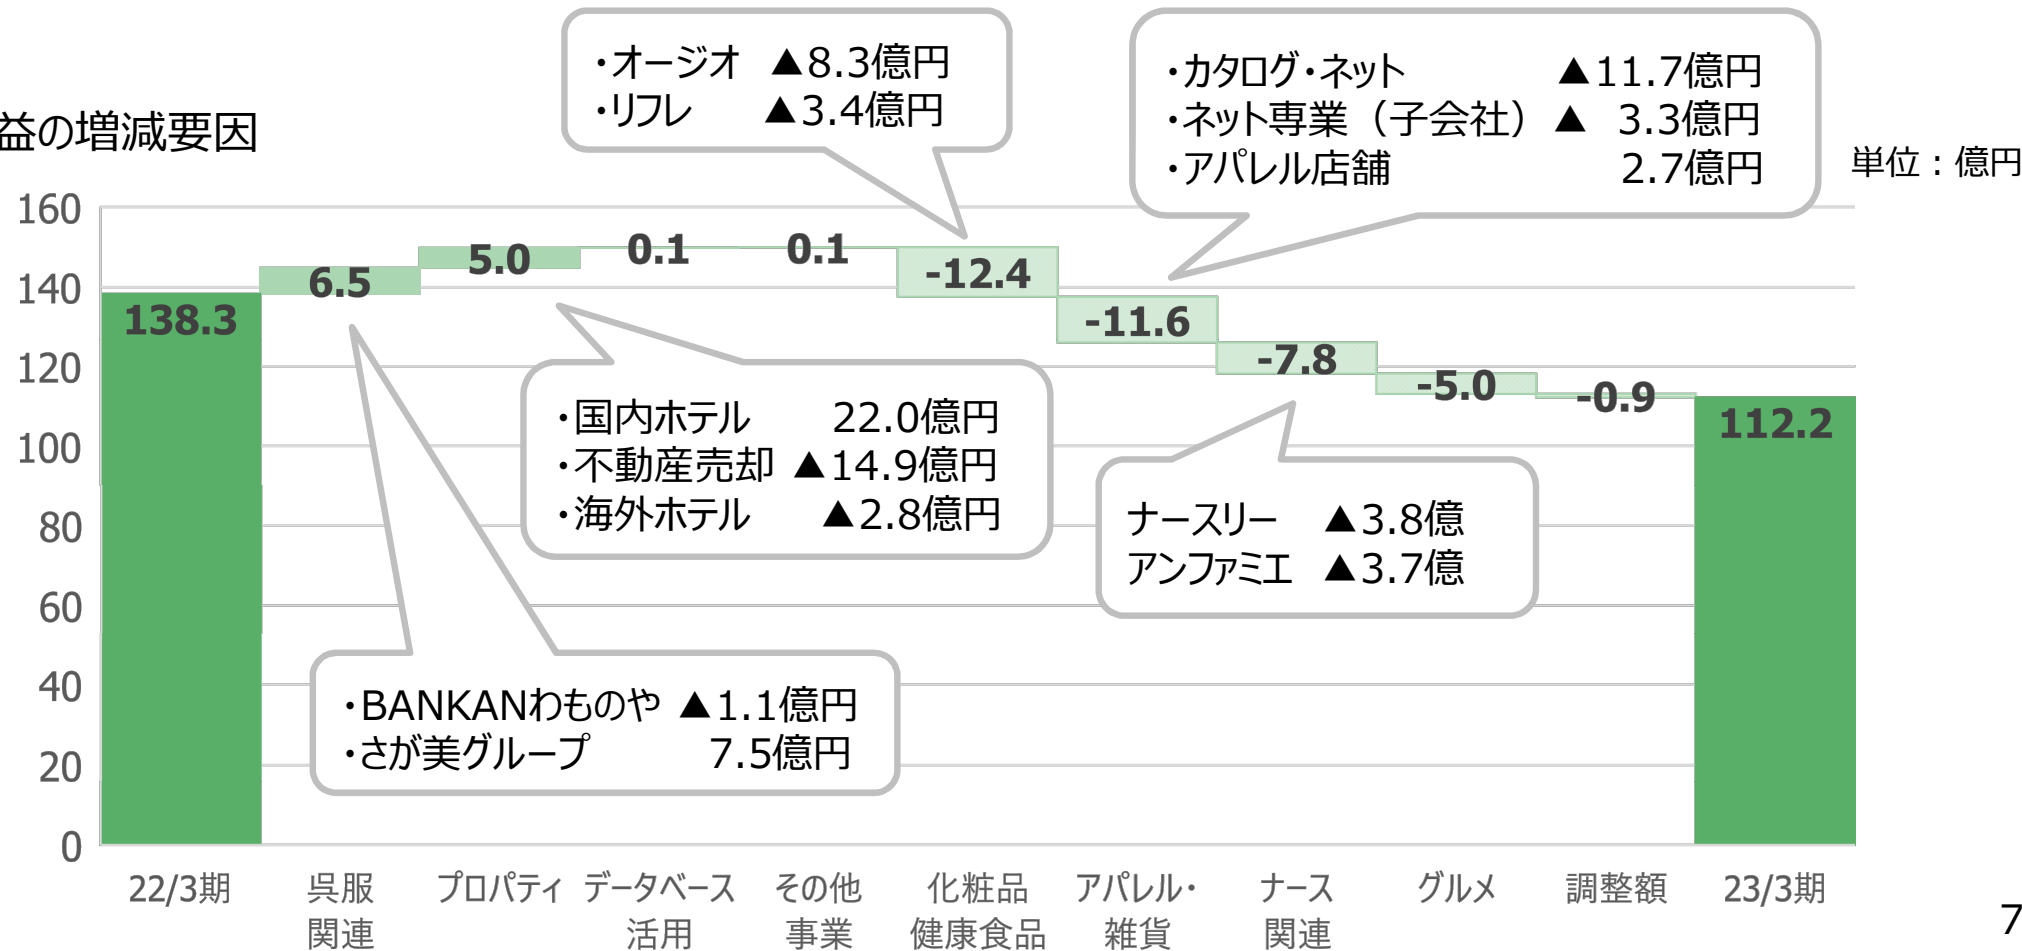 益の増減要因
単位：億円
・オージオ ▲8.3億円
・リフレ ▲3.4億円
・カタログ・ネット ▲11.7億円
・ネット専業（子会社）▲ 3.3億円
・アパレル店舗 2.7億円
160
140
120
100
80
60
40
20
0
138.3
6.5
5.0
0.1
0.1
-12.4
-11.6
-7.8
-5.0
-0.9
112.2
・国内ホテル 22.0億円
・不動産売却 ▲14.9億円
・海外ホテル ▲2.8億円
ナースリー ▲3.8億
アンファミエ ▲3.7億
・BANKANわものや ▲1.1億円
・さが美グループ 7.5億円
22/3期
呉服
関連
プロパティ
データベース
活用
その他
事業
化粧品
健康食品
アパレル・
雑貨
ナース
関連
グルメ
調整額
23/3期
7